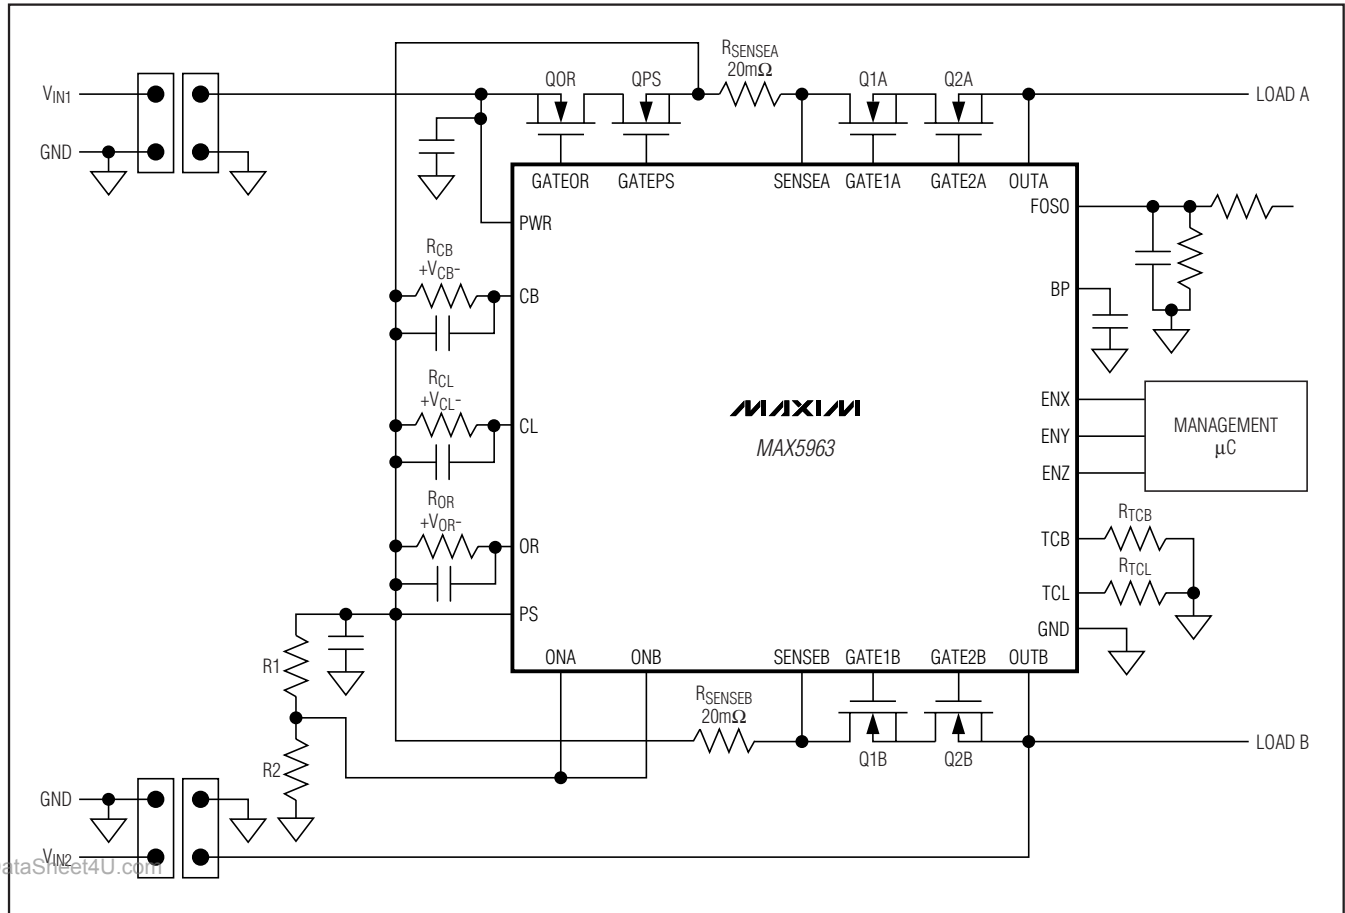 RSENSEA
20mΩ
QOR
QPS
Q1A
Q2A
VIN1
LOAD A
GND
GATEOR
GATEPS
SENSEA
GATE1A
GATE2A
OUTA
FOSO
PWR
RCB
+VCB-
CB
BP
RCL
+VCL-
CL
MAXIM
MAX5963
ENX
ENY
ENZ
MANAGEMENT
µC
ROR
+VOR-
OR
TCB
RTCB
TCL
RTCL
PS
GND
ONA
ONB
SENSEB
GATE1B
GATE2B
OUTB
R1
RSENSEB
20mΩ
LOAD B
Q1B
Q2B
R2
GND
VIN2
ataSheet4U.com